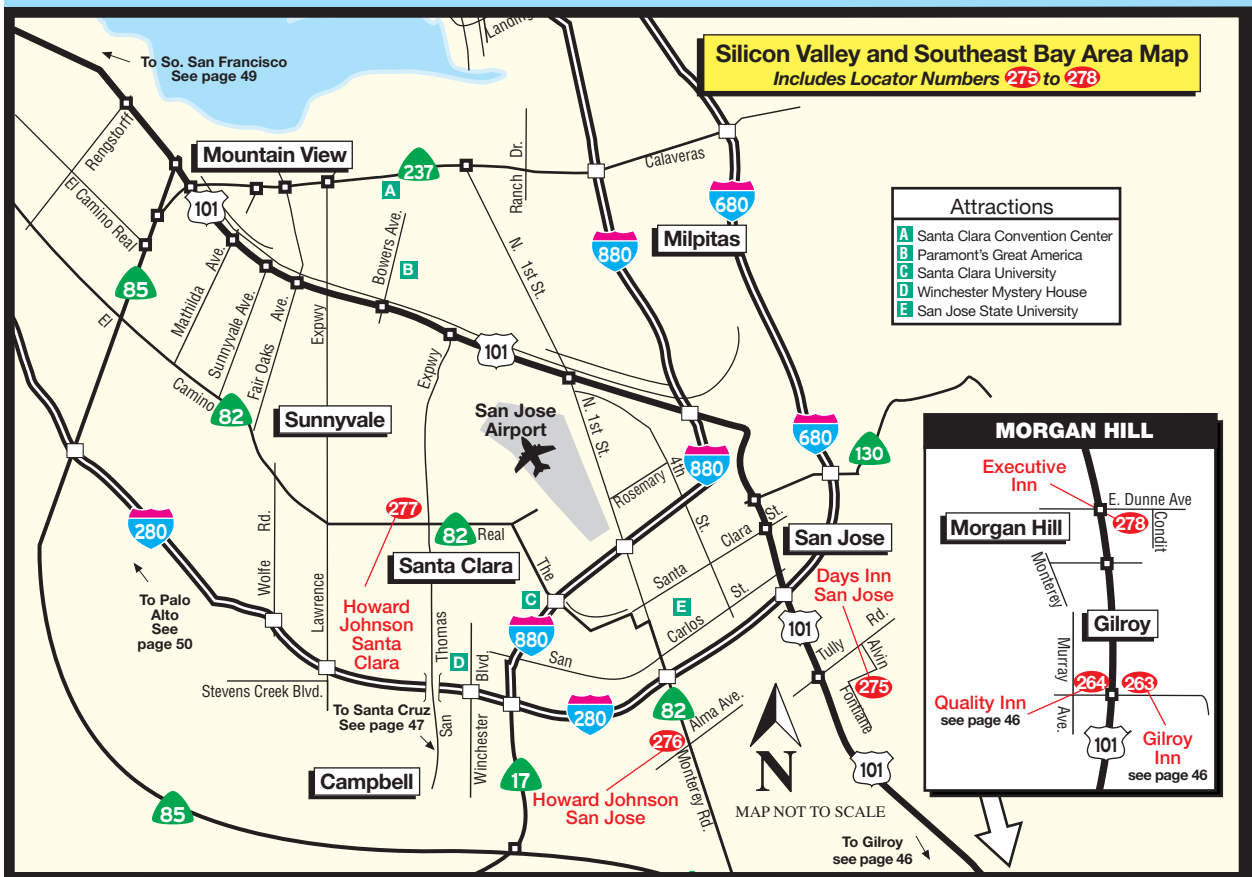 Silicon Valley and Southeast Bay Area Map
Includes Locator Numbers 275 to 278
To So. San Francisco
See page 49
Landing
Rengstorff
Mountain View
237
Ranch Dr.
Calaveras
El Camino Real
101
A
Bowers Ave.
N. 1st St.
880
680
Milpitas
B
85
Attractions
A Santa Clara Convention Center
B Paramont's Great America
C Santa Clara University
D Winchester Mystery House
E San Jose State University
Mathilda Ave.
Sunnyvale Ave.
Fair Oaks Ave.
Expwy
Expwy
101
El
Camino
82
Sunnyvale
San Jose
Airport
N. 1st St.
Rosemary
4th
St.
880
680
130
277
82
Real
Santa Clara
The
Santa
Clara
St.
San Jose
280
Wolfe
Rd.
Lawrence
To Palo
Alto
See
page 50
Howard
Johnson
Santa
Clara
Thomas
San
C
880
E
San
Carlos
St.
Days Inn
San Jose
101
Tully
Rd.
Alvin
275
Fontiane
D
Blvd.
Winchester
Stevens Creek Blvd.
To Santa Cruz
See page 47
280
82
Alma Ave.
276
Monterey Rd.
Campbell
17
85
Howard Johnson
San Jose
N
MAP NOT TO SCALE
101
To Gilroy
see page 46
MORGAN HILL
Executive
Inn
E. Dunne Ave
278
Condit
Morgan Hill
Monterey
Gilroy
Murray
Ave.
264
263
Quality Inn
see page 46
101
Gilroy
Inn
see page 46